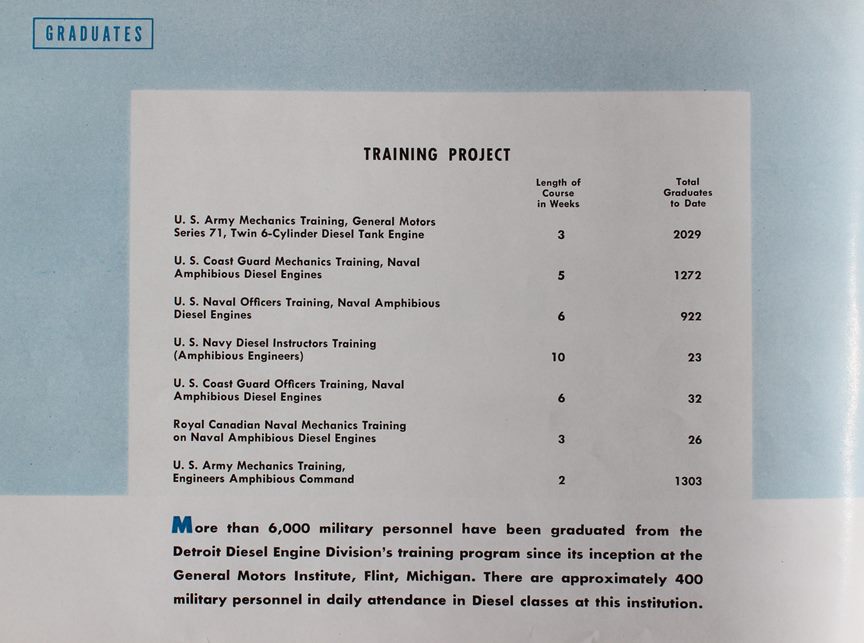 GRADUATES
TRAINING PROJECT
Length of
Course
in Weeks
Total
Graduates
to Date
U. S. Army Mechanics Training, General Motors
Series 71, Twin 6-Cylinder Diesel Tank Engine 3 2029
U. S. Coast Guard Mechanics Training, Naval
Amphibious Diesel Engines 5 1272
U. S. Naval Officers Training, Naval Amphibious
Diesel Engines 6 922
U. S. Navy Diesel Instructors Training
(Amphibious Engineers) 10 23
U. S. Coast Guard Officers Training, Naval
Amphibious Diesel Engines 6 32
Royal Canadian Naval Mechanics Training
on Naval Amphibious Diesel Engines 3 26
U. S. Army Mechanics Training,
Engineers Amphibious Command 2 1303
More than 6,000 military personnel have been graduated from the
Detroit Diesel Engine Division's training program since its inception at the
General Motors Institute, Flint, Michigan. There are approximately 400
military personnel in daily attendance in Diesel classes at this institution.